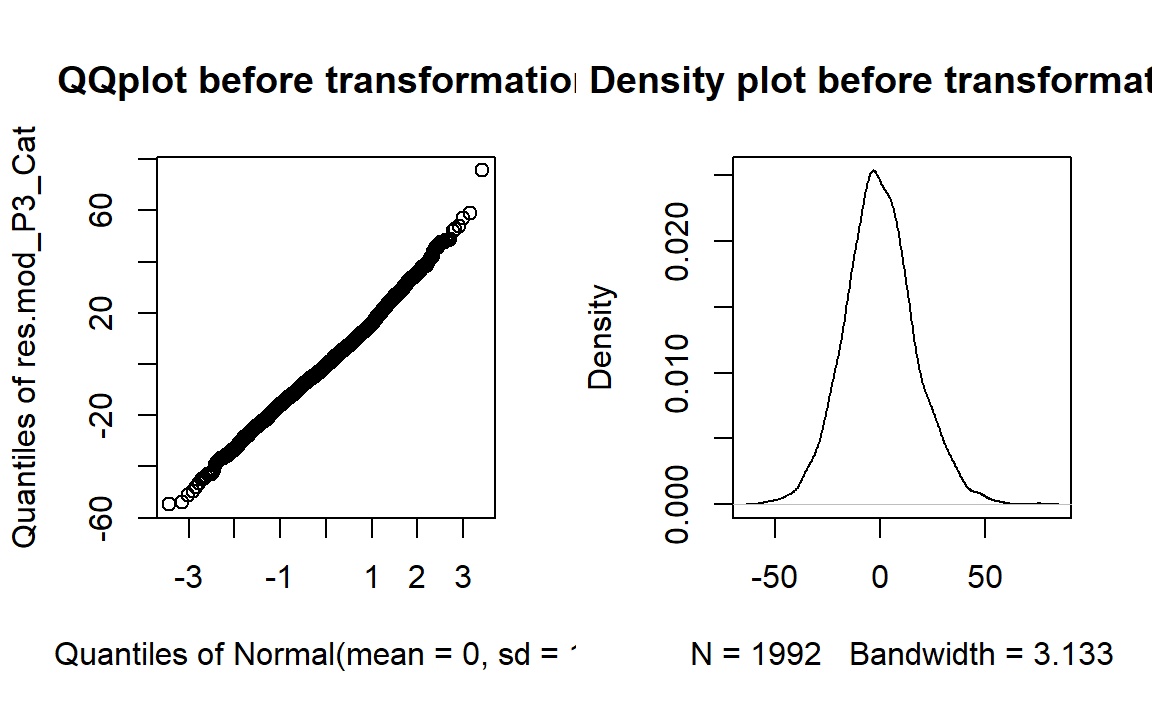 QQplot before transformation
Quantiles of res.mod_P3_Cat
60
20
-20
-60
-3 -1 1 2 3
Quantiles of Normal(mean = 0, sd =
Density plot before transformat
Density
0.020
0.010
0.000
-50 0 50
N = 1992 Bandwidth = 3.133